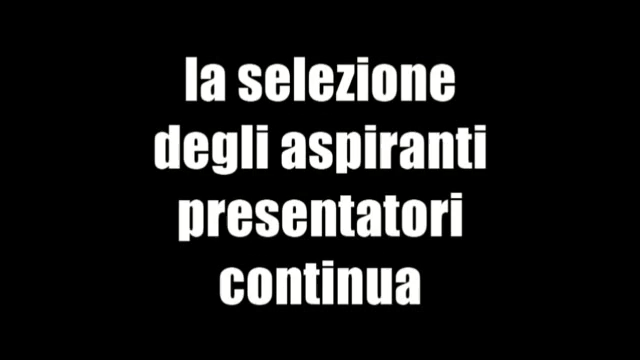 la selezione
degli aspiranti
presentatori
continua